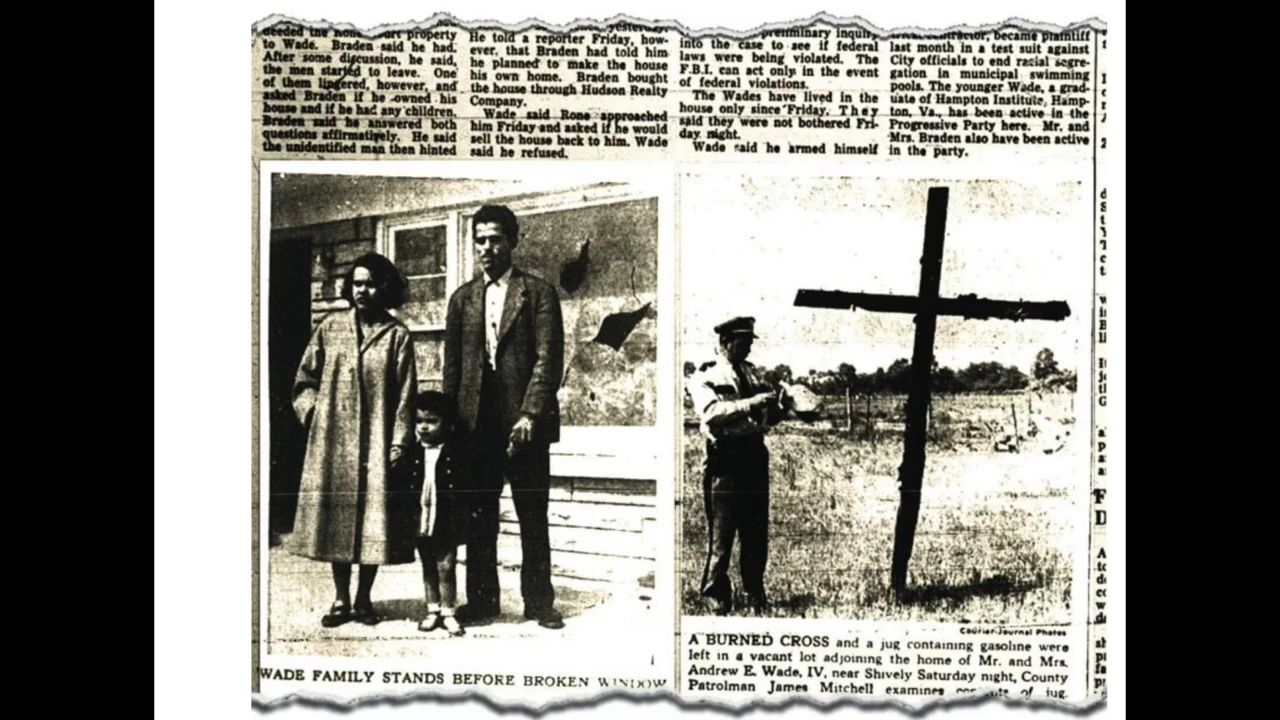 deeded the property
to Wade. Braden said he had.
After some discussion, he said,
the men started to leave. One
of them lingered, however, and
asked Braden if he owned his
house and if he had any children.
Braden said he answered both
questions affirmatively. He said
the unidentified man then hinted
yesterday.
He told a reporter Friday, how-
ever, that Braden had told him
he planned to make the house
his own home. Braden bought
the house through Hudson Realty
Company.
Wade said Rone approached
him Friday and asked if he would
sell the house back to him. Wade
said he refused.
preliminary inquiry
into the case to see if federal
laws were being violated. The
F.B.I. can act only in the event
of federal violations.
The Wades have lived in the
house only since Friday. They
said they were not bothered Fri-
day night.
Wade said he armed himself
became plaintiff
last month in a test suit against
City officials to end racial segre-
gation in municipal swimming
pools. The younger Wade, a grad-
uate of Hampton Institute, Hamp-
ton, Va., has been active in the
Progressive Party here. Mr. and
Mrs. Braden also have been active
in the party.
WADE FAMILY STANDS BEFORE BROKEN WINDOW
Courier-Journal Photos
A BURNED CROSS and a jug containing gasoline were
left in a vacant lot adjoining the home of Mr. and Mrs.
Andrew E. Wade, IV, near Shively Saturday night, County
Patrolman James Mitchell examines of jug.